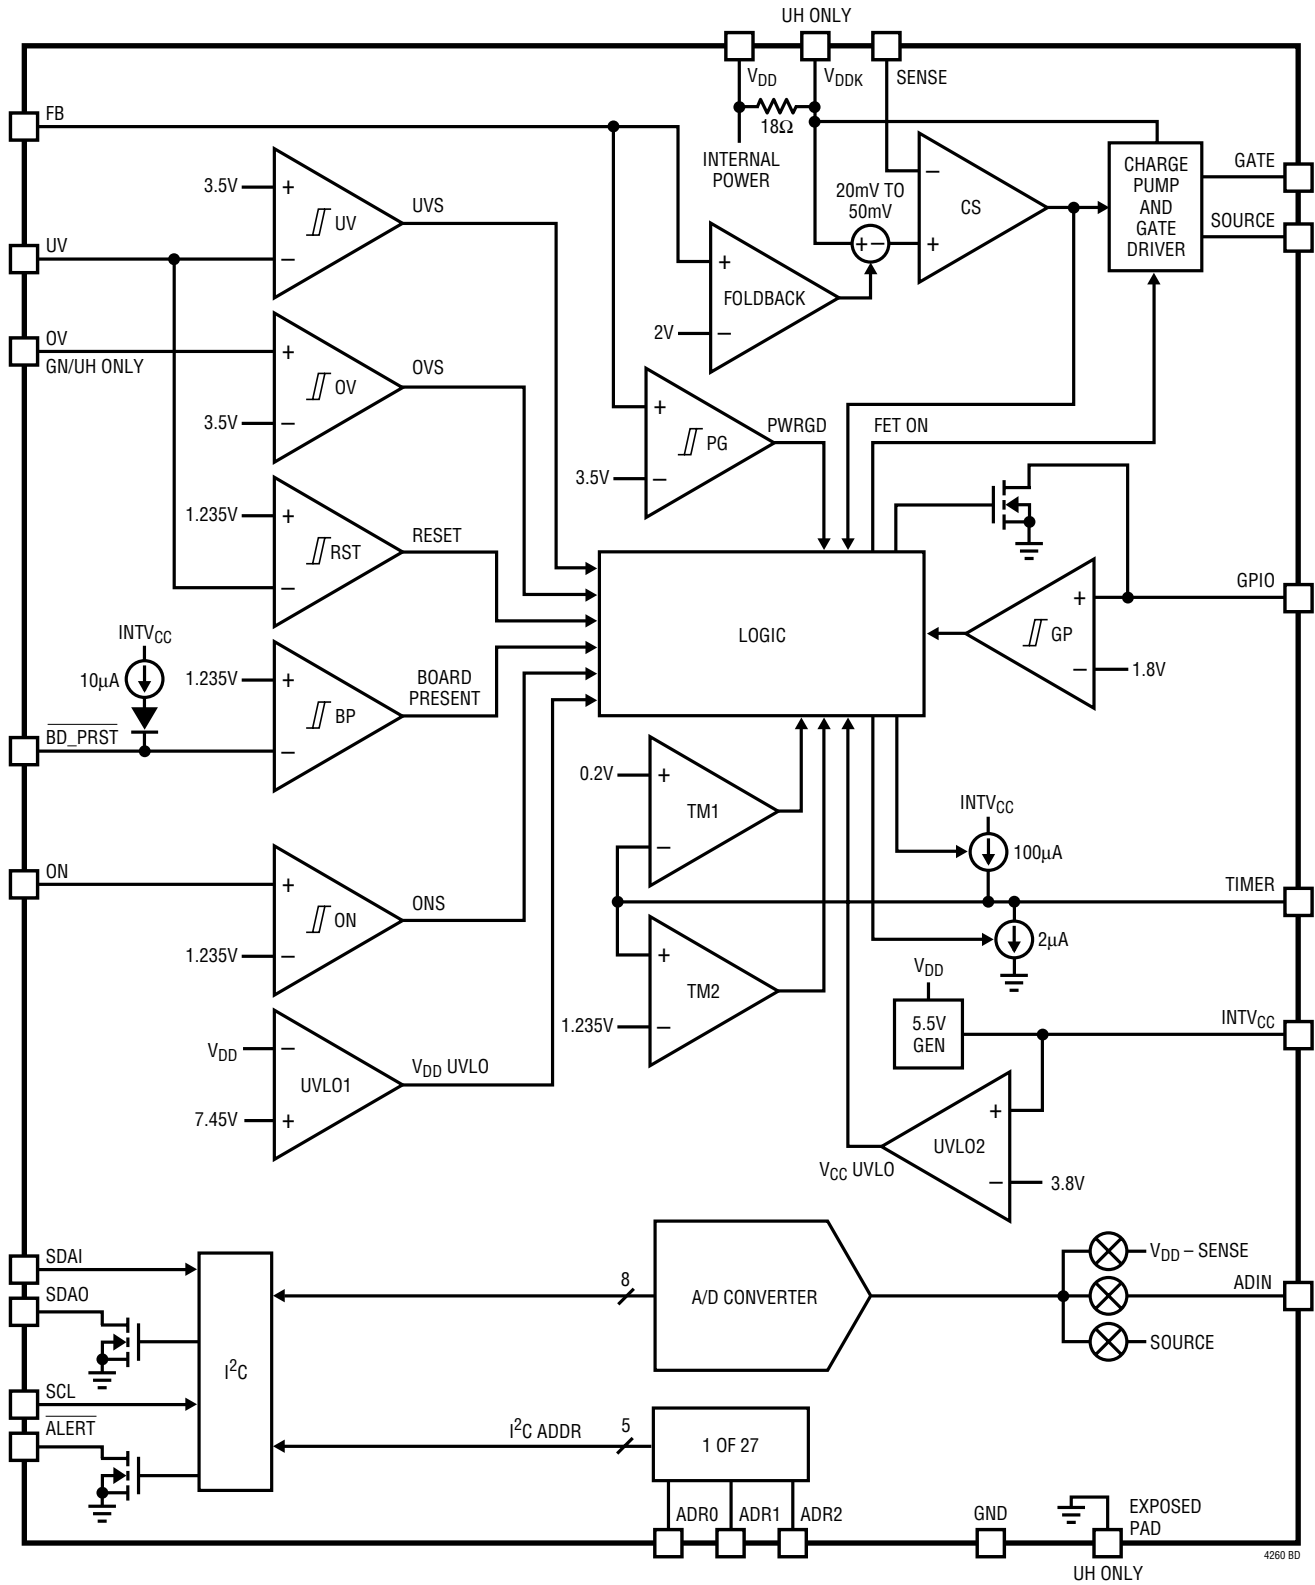 UH ONLY
VDD
VDDK
SENSE
FB
18Ω
INTERNAL
POWER
CHARGE
PUMP
AND
GATE
DRIVER
GATE
SOURCE
3.5V
+
UV
−
UVS
20mV TO
50mV
+−
−
CS
+
UV
+
FOLDBACK
2V
−
OV
GN/UH ONLY
+
OV
3.5V
−
OVS
+
PG
3.5V
−
PWRGD
FET ON
1.235V
+
RST
−
RESET
LOGIC
+
GP
−
1.8V
GPIO
INTVCC
10µA
1.235V
+
BP
−
BOARD
PRESENT
BD_PRST
0.2V
+
TM1
−
INTVCC
100µA
ON
+
ON
1.235V
−
ONS
TIMER
+
TM2
1.235V
−
2µA
VDD
5.5V
GEN
INTVCC
VDD
−
UVLO1
7.45V
+
VDD UVLO
+
UVLO2
−
3.8V
VCC UVLO
SDAI
SDAO
SCL
ALERT
I2C
8
A/D CONVERTER
VDD – SENSE
ADIN
SOURCE
I2C ADDR
5
1 OF 27
ADR0
ADR1
ADR2
GND
EXPOSED
PAD
UH ONLY
4260 BD